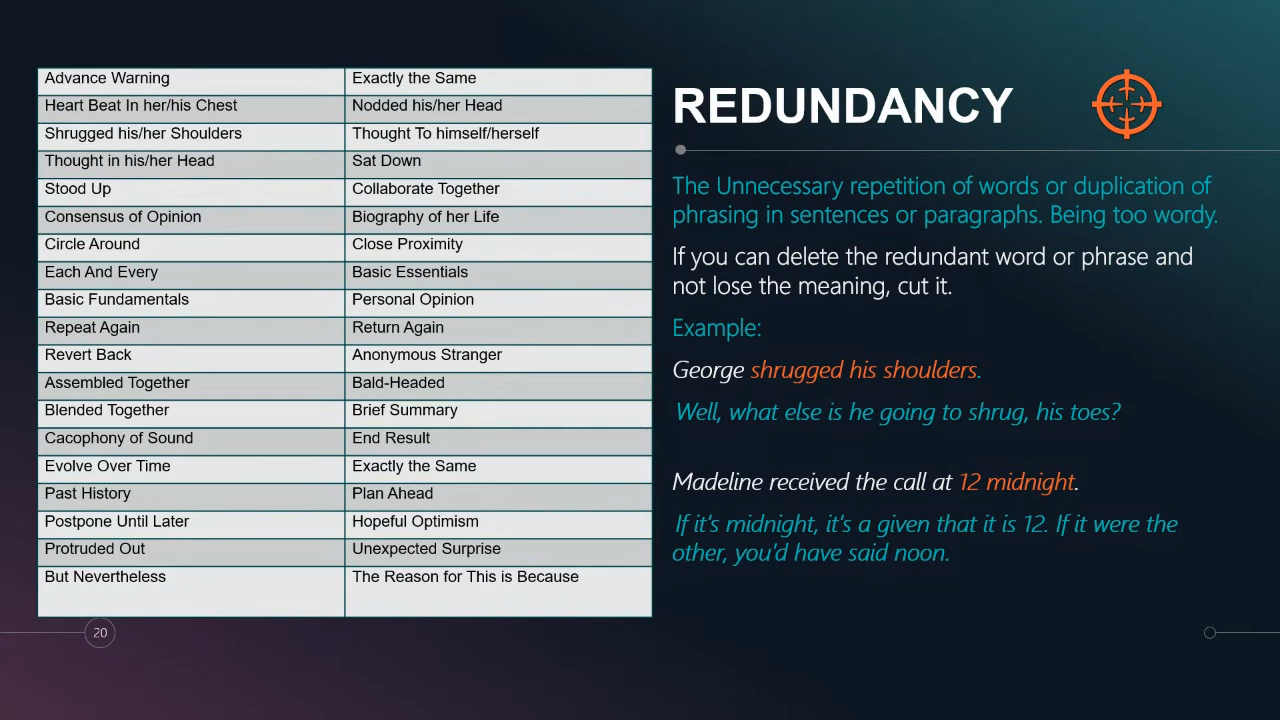 Advance Warning Exactly the Same
Heart Beat In her/his Chest Nodded his/her Head
Shrugged his/her Shoulders Thought To himself/herself
Thought in his/her Head Sat Down
Stood Up Collaborate Together
Consensus of Opinion Biography of her Life
Circle Around Close Proximity
Each And Every Basic Essentials
Basic Fundamentals Personal Opinion
Repeat Again Return Again
Revert Back Anonymous Stranger
Assembled Together Bald-Headed
Blended Together Brief Summary
Cacophony of Sound End Result
Evolve Over Time Exactly the Same
Past History Plan Ahead
Postpone Until Later Hopeful Optimism
Protruded Out Unexpected Surprise
But Nevertheless The Reason for This is Because
REDUNDANCY
The Unnecessary repetition of words or duplication of
phrasing in sentences or paragraphs. Being too wordy.
If you can delete the redundant word or phrase and
not lose the meaning, cut it.
Example:
George shrugged his shoulders.
Well, what else is he going to shrug, his toes?
Madeline received the call at 12 midnight.
If it's midnight, it's a given that it is 12. If it were the
other, you'd have said noon.
20